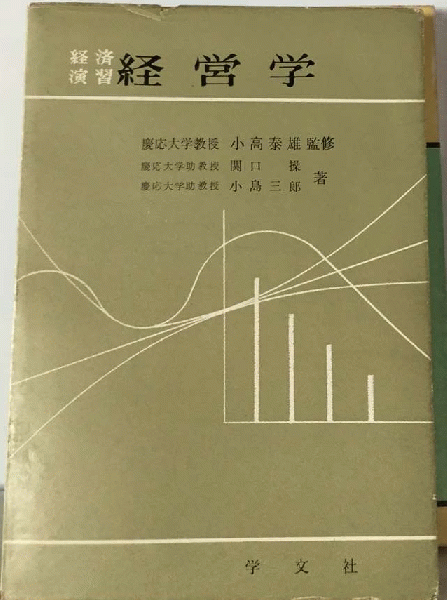 経済
演習 経営学
慶応大学教授 小高泰雄監修
慶応大学助教授 関口 操
慶応大学助教授 小島三郎 著
学文社